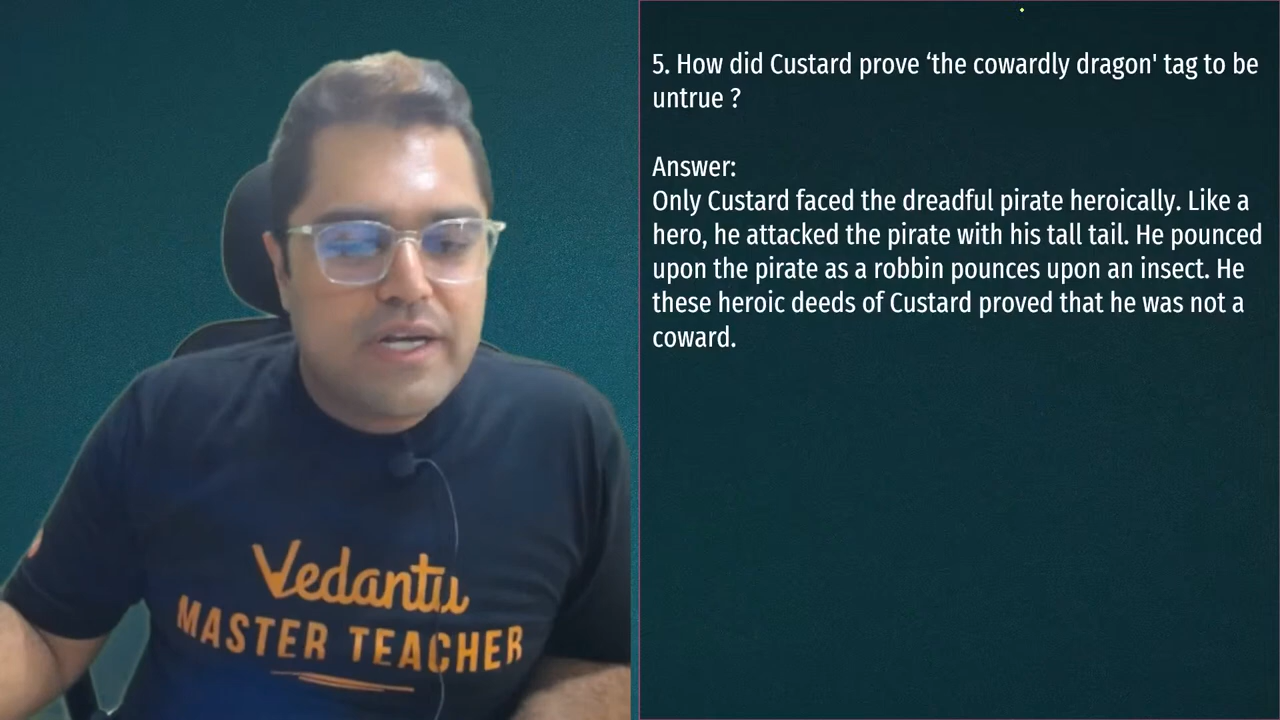 5. How did Custard prove ‘the cowardly dragon' tag to be
untrue ?
Answer:
Only Custard faced the dreadful pirate heroically. Like a
hero, he attacked the pirate with his tall tail. He pounced
upon the pirate as a robbin pounces upon an insect. He
these heroic deeds of Custard proved that he was not a
coward.
Vedantu
MASTER TEACHER